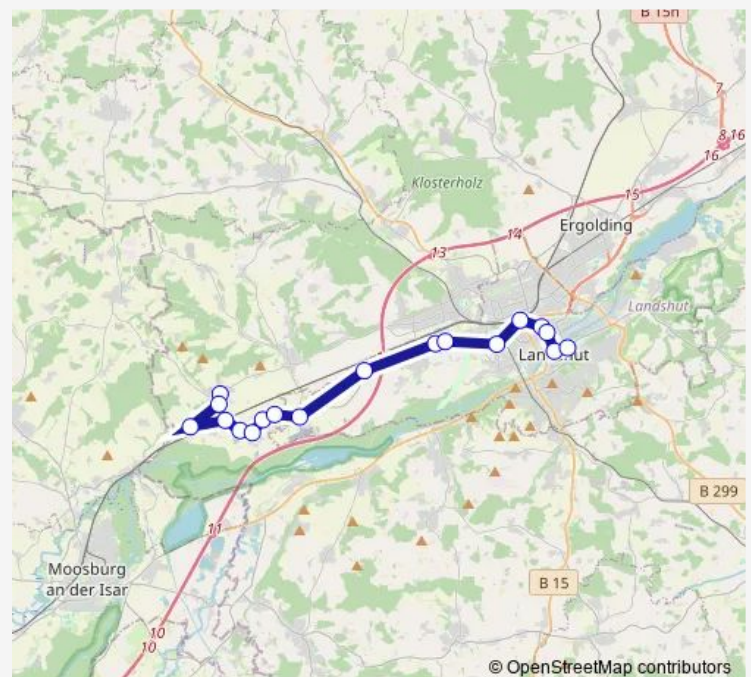 B 15n
7
8 16
16
Klosterholz
15
14
Ergolding
13
Landshut
Landshut
B 299
11
Moosburg
an der Isar
B 15
10
10
© OpenStreetMap contributors